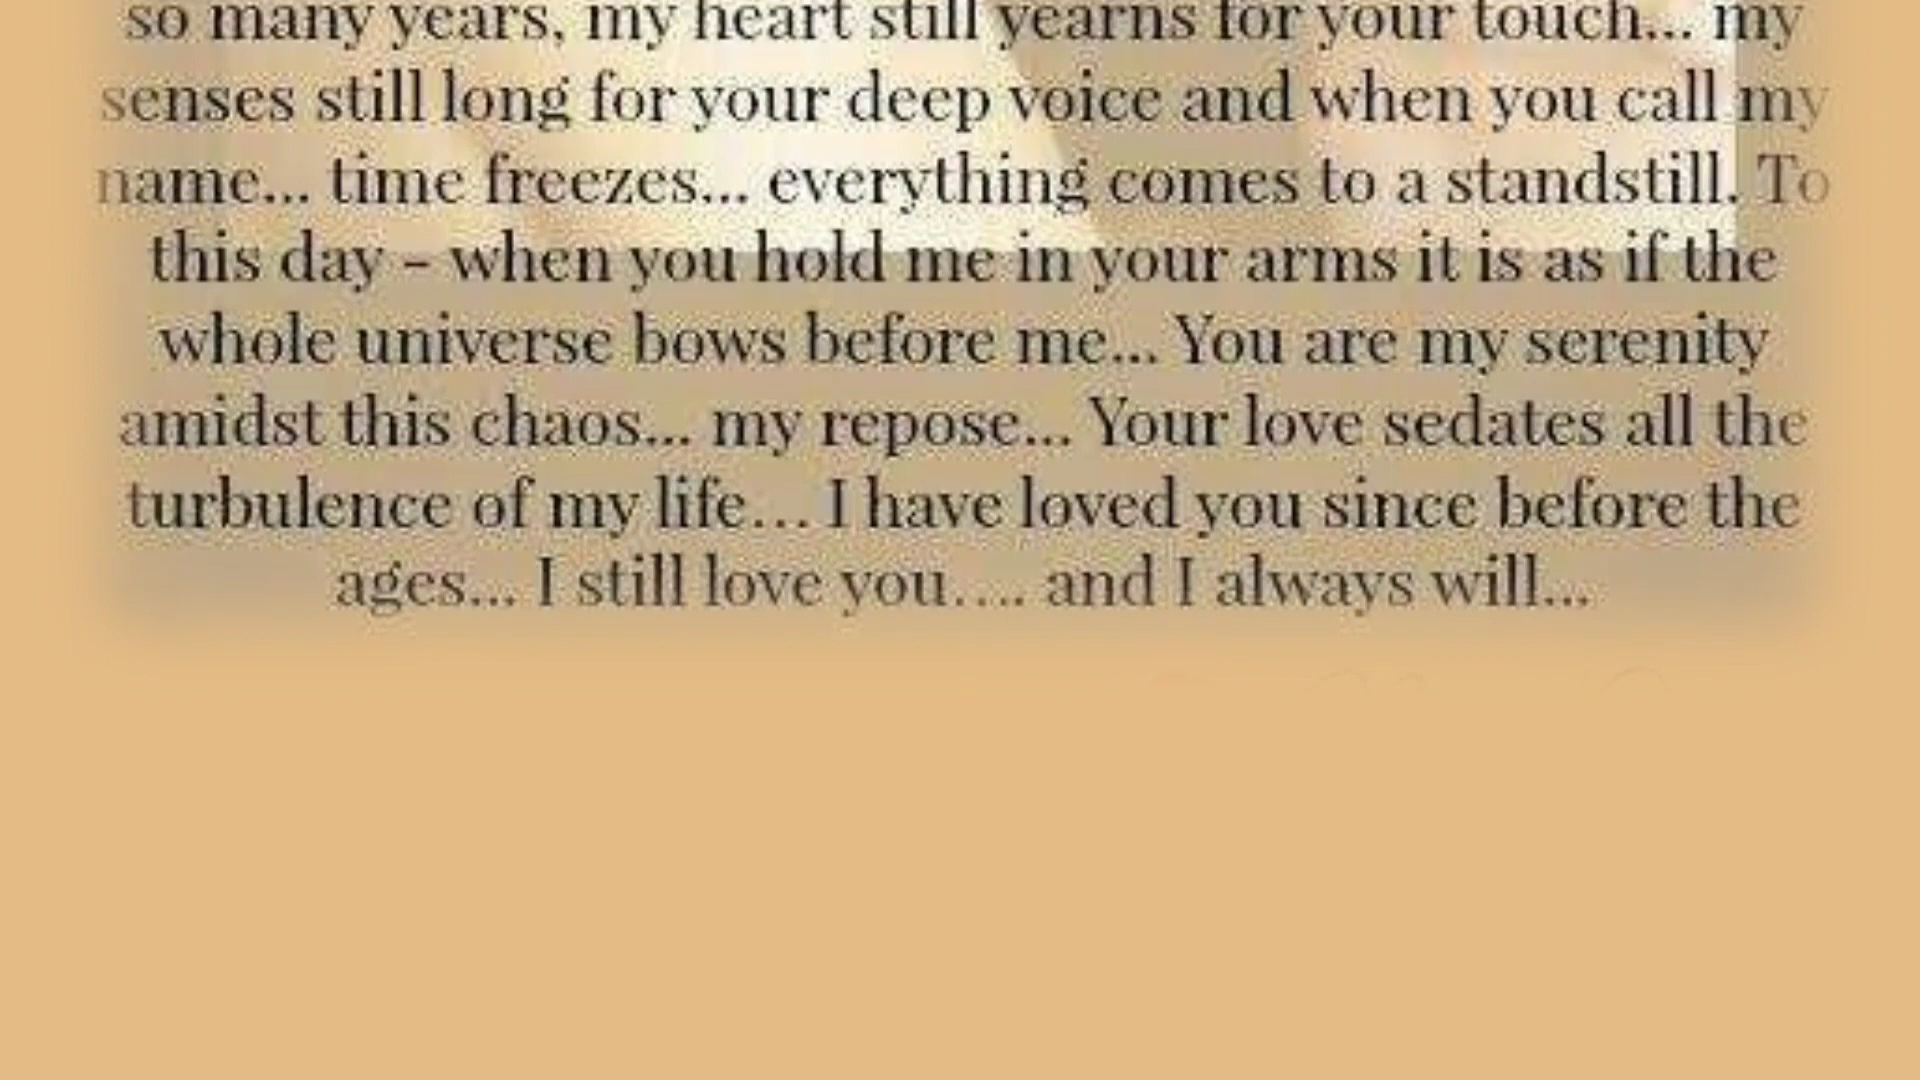 so many years, my heart still yearns for your touch... my
senses still long for your deep voice and when you call my
name... time freezes... everything comes to a standstill. To
this day - when you hold me in your arms it is as if the
whole universe bows before me... You are my serenity
amidst this chaos... my repose... Your love sedates all the
turbulence of my life... I have loved you since before the
ages... I still love you.... and I always will...